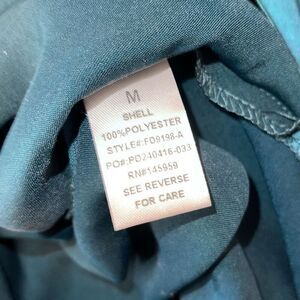 M
SHELL
100%POLYESTER
STYLE#:FD9198-A
PO#:PO240416-033
RN#145959
SEE REVERSE
FOR CARE